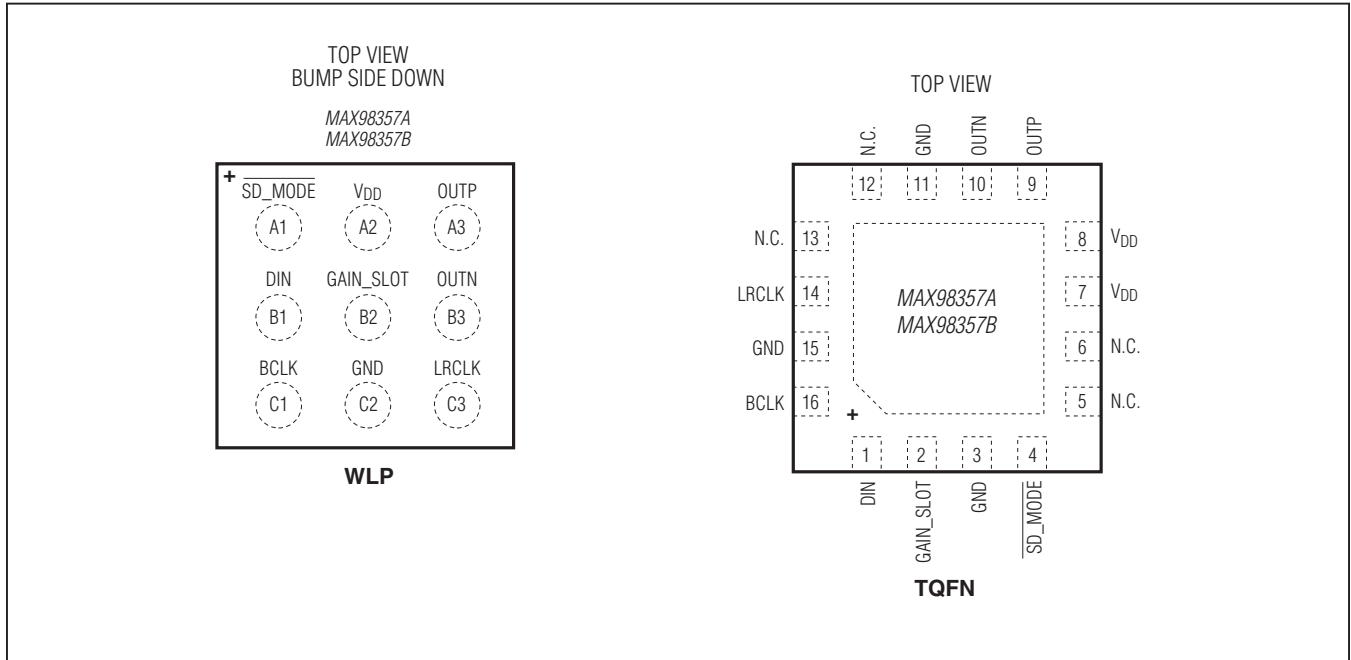 TOP VIEW
BUMP SIDE DOWN
MAX98357A
MAX98357B
+
SD_MODE VDD OUTP
A1 A2 A3
DIN GAIN_SLOT OUTN
B1 B2 B3
BCLK GND LRCLK
C1 C2 C3
WLP
TOP VIEW
N.C. GND OUTN OUTP
12 11 10 9
N.C. 13
LRCLK 14
GND 15
BCLK 16
MAX98357A
MAX98357B
8 VDD
7 VDD
6 N.C.
5 N.C.
+
1 2 3 4
DIN GAIN_SLOT GND SD_MODE
TQFN